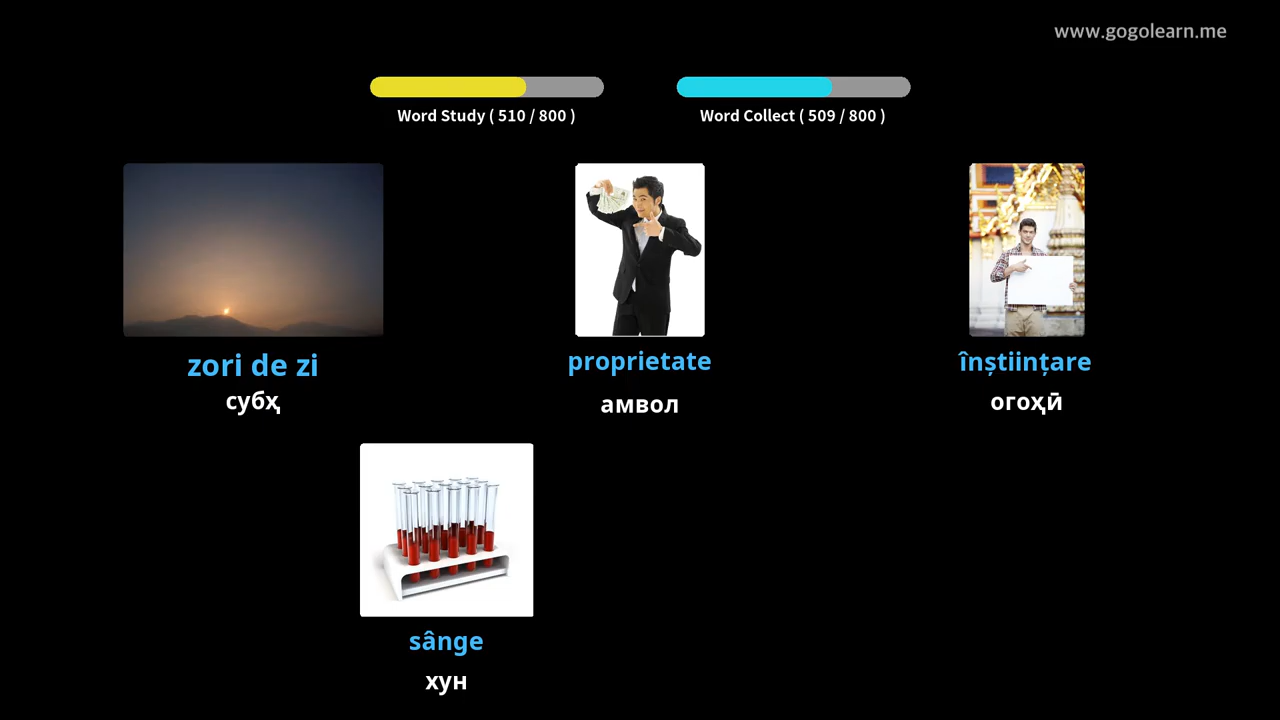 www.gogolearn.me
Word Study ( 510 / 800 )
Word Collect ( 509 / 800 )
zori de zi
субҳ
proprietate
амвол
înștiințare
огоҳӣ
sânge
хун